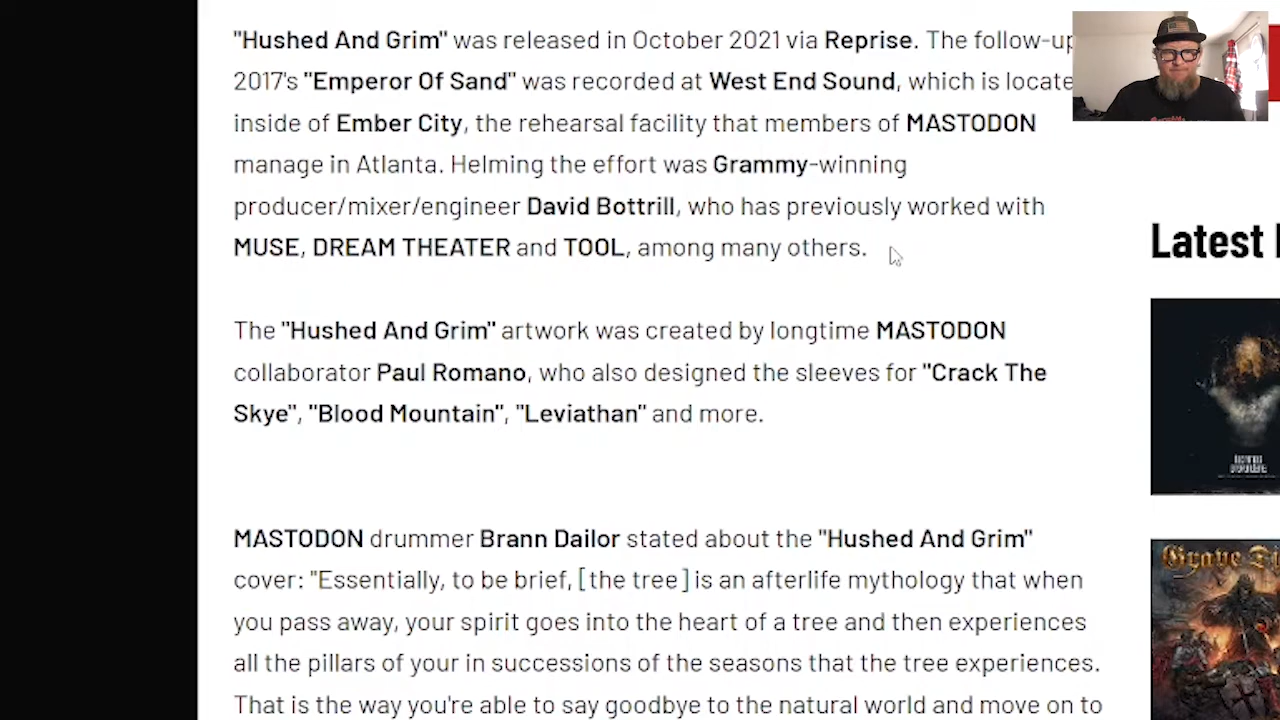 "Hushed And Grim" was released in October 2021 via Reprise. The follow-up
2017's "Emperor Of Sand" was recorded at West End Sound, which is locate
inside of Ember City, the rehearsal facility that members of MASTODON
manage in Atlanta. Helming the effort was Grammy-winning
producer/mixer/engineer David Bottrill, who has previously worked with
MUSE, DREAM THEATER and TOOL, among many others.
Latest
The "Hushed And Grim" artwork was created by longtime MASTODON
collaborator Paul Romano, who also designed the sleeves for "Crack The
Skye", "Blood Mountain", "Leviathan" and more.
MASTODON drummer Brann Dailor stated about the "Hushed And Grim"
cover: "Essentially, to be brief, [the tree] is an afterlife mythology that when
you pass away, your spirit goes into the heart of a tree and then experiences
all the pillars of your in successions of the seasons that the tree experiences.
That is the way you're able to say goodbye to the natural world and move on to
Grave